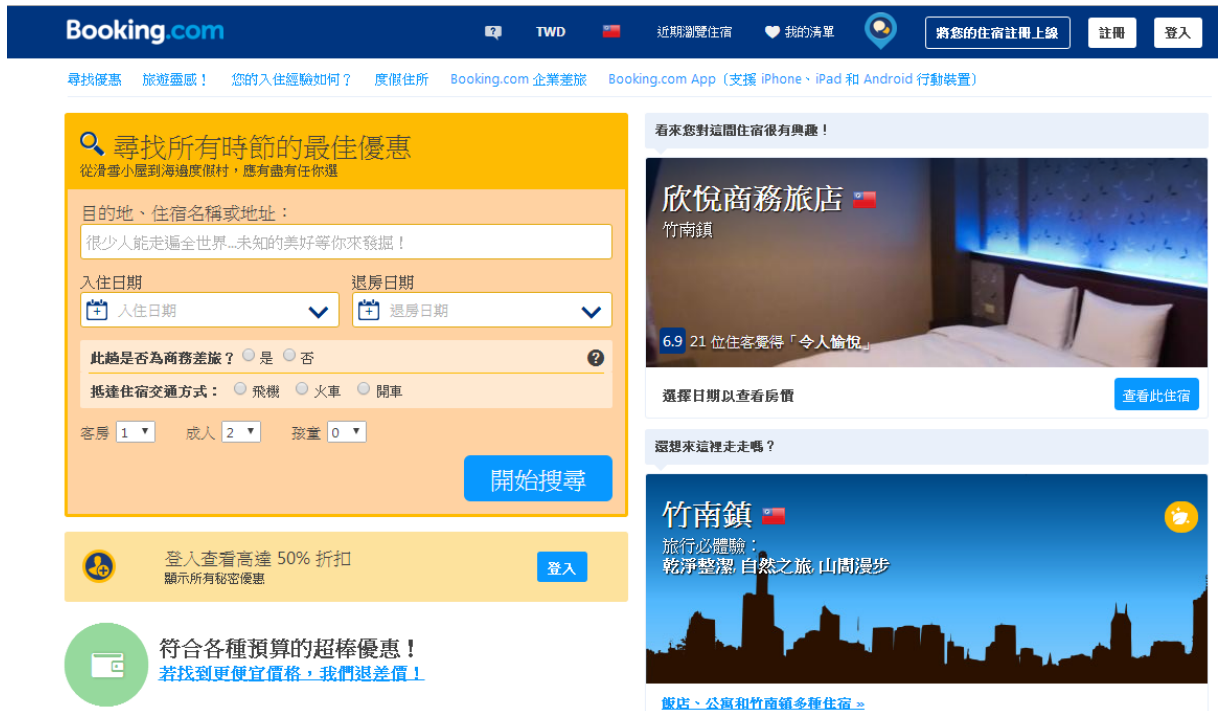 Booking.com
TWD 近期瀏覽住宿 我的清單 將您的住宿註冊上線 註冊 登入
尋找優惠 旅遊靈感！ 您的入住經驗如何？ 度假住所 Booking.com 企業差旅 Booking.com App（支援 iPhone、iPad 和 Android 行動裝置）
尋找所有時節的最佳優惠
從滑雪小屋到海邊度假村，應有盡有任你選
目的地、住宿名稱或地址：
很少人能走遍全世界...未知的美好等你來發掘！
入住日期 退房日期
入住日期 退房日期
此趟是否為商務差旅？ 是 否
抵達住宿交通方式： 飛機 火車 開車
客房 1 成人 2 孩童 0
開始搜尋
登入查看高達 50% 折扣
顯示所有秘密優惠
登入
符合各種預算的超棒優惠！
若找到更便宜價格，我們退差價！
看來您對這間住宿很有興趣！
欣悅商務旅店
竹南鎮
6.9 21 位住客覺得「令人愉悅」
選擇日期以查看房價 查看此住宿
還想來這裡走走嗎？
竹南鎮
旅行必體驗：
乾淨整潔, 自然之旅, 山間漫步
飯店、公寓和竹南鎮多種住宿 »